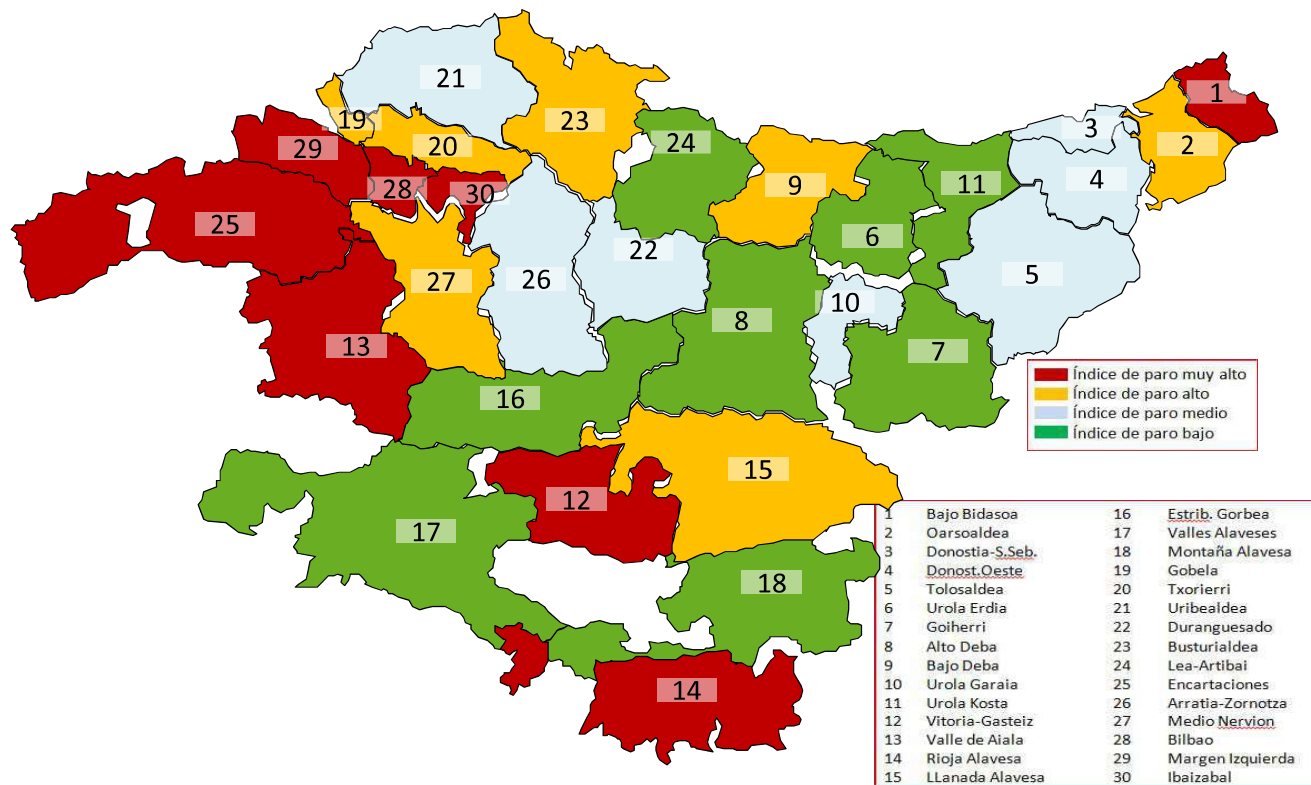 1
21
19
23
3
20
24
2
29
4
9
11
28
30
25
6
22
27
26
5
10
8
7
13
16
Índice de paro muy alto
Índice de paro alto
Índice de paro medio
Índice de paro bajo
15
12
17
18
14
1 Bajo Bidasoa 16 Estrib. Gorbea
2 Oarsoaldea 17 Valles Alaveses
3 Donostia-S.Seb. 18 Montaña Alavesa
4 Donost.Oeste 19 Gobela
5 Tolosaldea 20 Txorierri
6 Urola Erdia 21 Uribealdea
7 Goiherri 22 Duranguesado
8 Alto Deba 23 Busturialdea
9 Bajo Deba 24 Lea-Artibai
10 Urola Garaia 25 Encartaciones
11 Urola Kosta 26 Arratia-Zornotza
12 Vitoria-Gasteiz 27 Medio Nervion
13 Valle de Aiala 28 Bilbao
14 Rioja Alavesa 29 Margen Izquierda
15 LLanada Alavesa 30 Ibaizabal